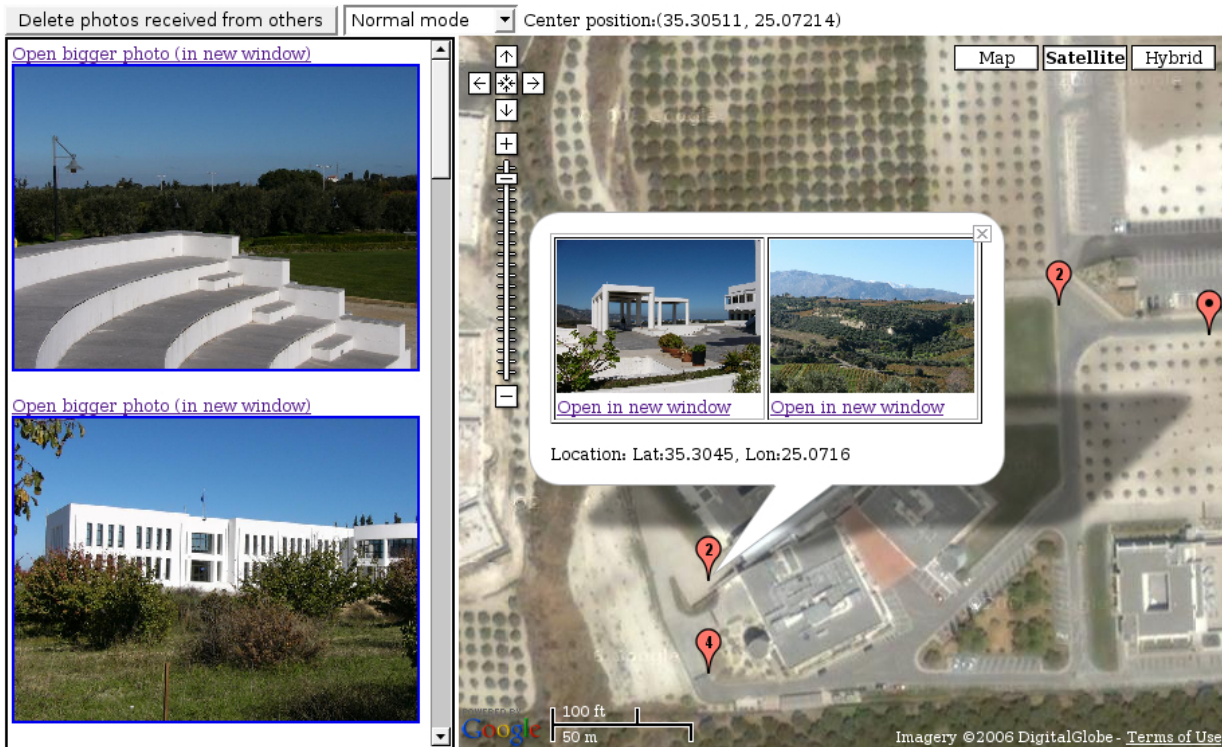 Delete photos received from others
Normal mode
Center position:(35.30511, 25.07214)
Open bigger photo (in new window)
Open bigger photo (in new window)
Map
Satellite
Hybrid
2
Open in new window
Open in new window
Location: Lat:35.3045, Lon:25.0716
2
4
POWERED BY
Google
100 ft
50 m
Imagery ©2006 DigitalGlobe - Terms of Use